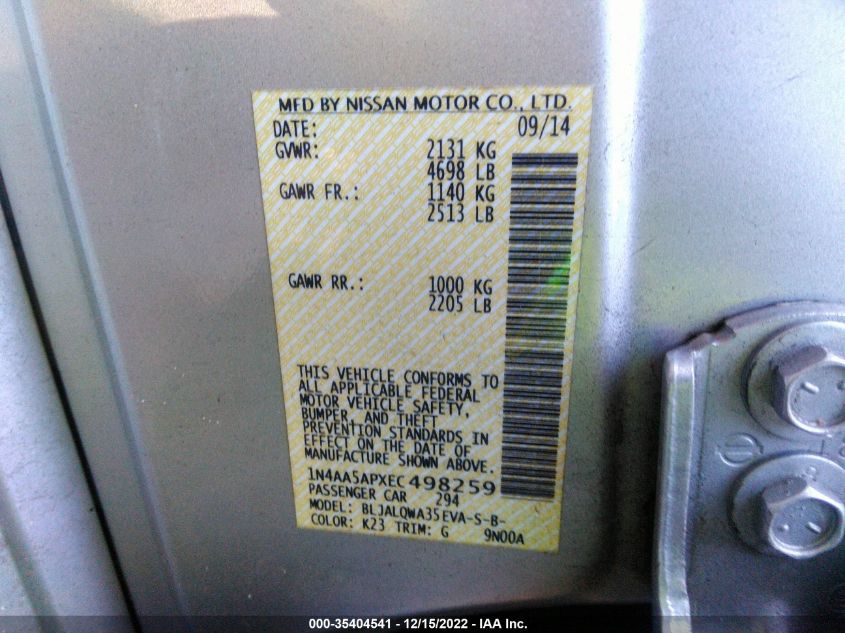 MFD BY NISSAN MOTOR CO., LTD.
DATE: 09/14
GVWR: 2131 KG
4698 LB
GAWR FR.: 1140 KG
2513 LB
GAWR RR.: 1000 KG
2205 LB
THIS VEHICLE CONFORMS TO
ALL APPLICABLE FEDERAL
MOTOR VEHICLE SAFETY,
BUMPER, AND THEFT
PREVENTION STANDARDS IN
EFFECT ON THE DATE OF
MANUFACTURE SHOWN ABOVE.
1N4AA5APXEC498259
PASSENGER CAR 294
MODEL: BLJALQWA35EVA-S-B-
COLOR: K23 TRIM: G 9N00A
000-35404541 - 12/15/2022 - IAA Inc.